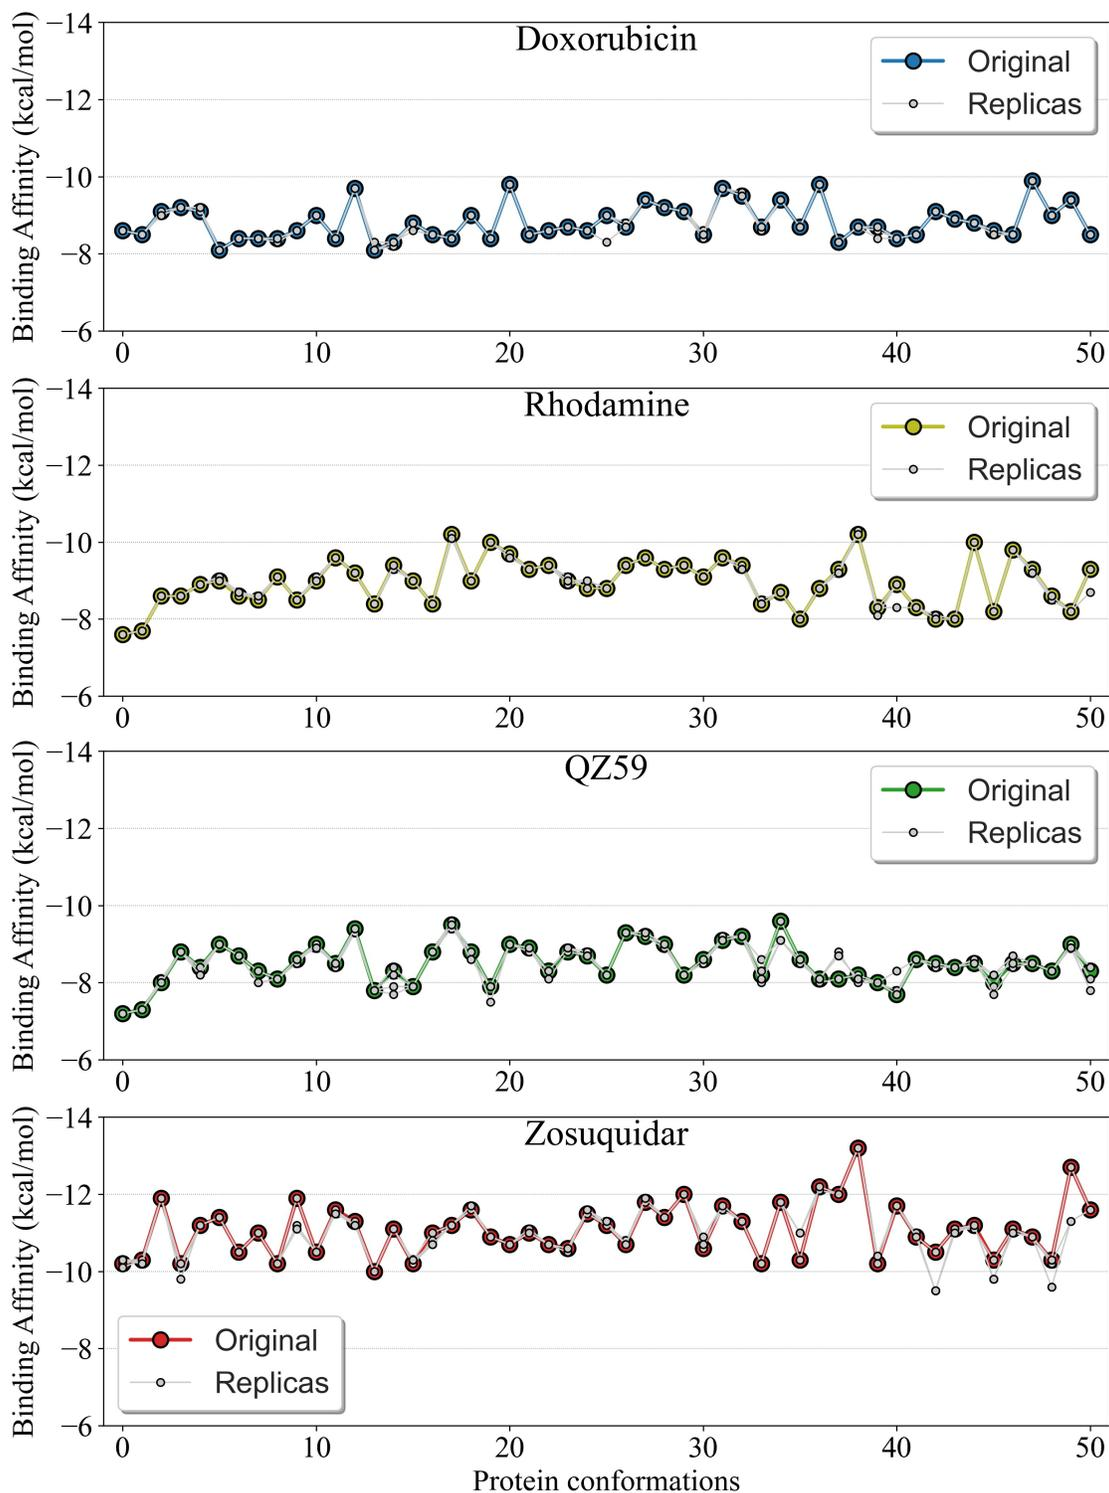 Doxorubicin
Binding Affinity (kcal/mol)
−14
−12
−10
−8
−6
Original
Replicas
0 10 20 30 40 50
Rhodamine
Binding Affinity (kcal/mol)
−14
−12
−10
−8
−6
Original
Replicas
0 10 20 30 40 50
QZ59
Binding Affinity (kcal/mol)
−14
−12
−10
−8
−6
Original
Replicas
0 10 20 30 40 50
Zosuquidar
Binding Affinity (kcal/mol)
−14
−12
−10
−8
−6
Original
Replicas
0 10 20 30 40 50
Protein conformations